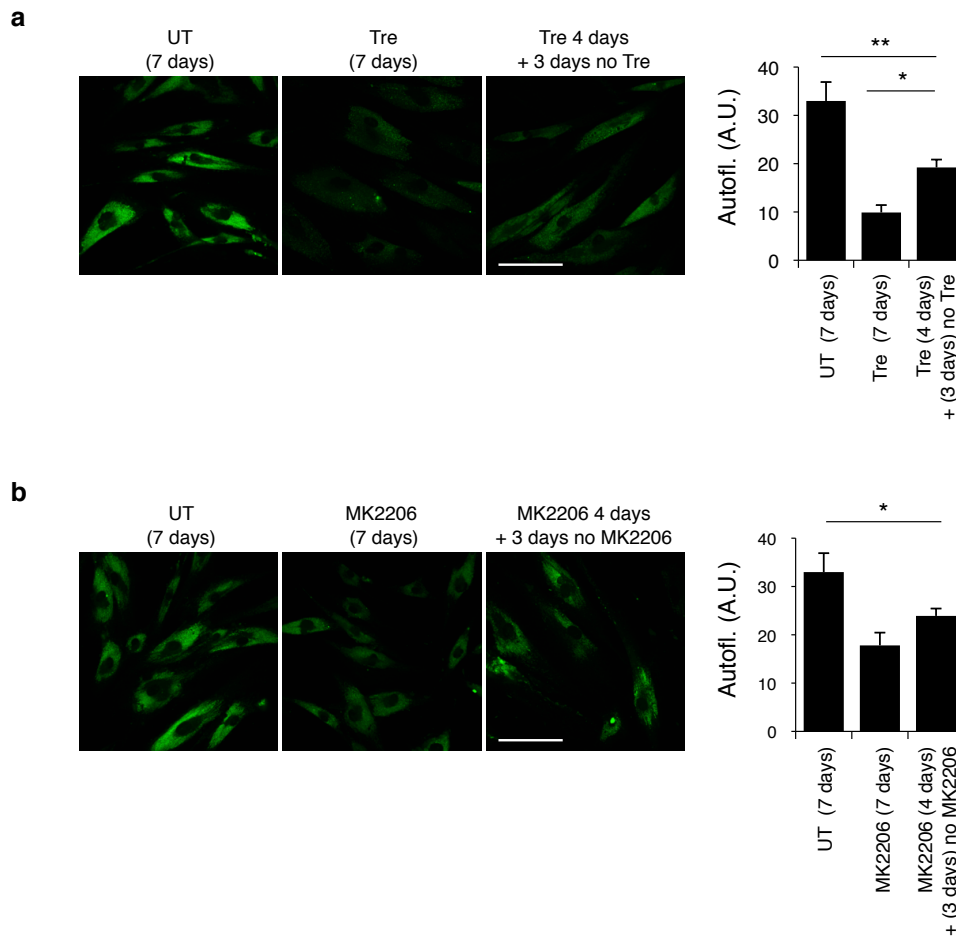 a
UT
(7 days)
Tre
(7 days)
Tre 4 days
+ 3 days no Tre
**
*
Autofl. (A.U.)
40
30
20
10
0
UT (7 days)
Tre (7 days)
Tre (4 days)
+ (3 days) no Tre
b
UT
(7 days)
MK2206
(7 days)
MK2206 4 days
+ 3 days no MK2206
*
Autofl. (A.U.)
40
30
20
10
0
UT (7 days)
MK2206 (7 days)
MK2206 (4 days)
+ (3 days) no MK2206